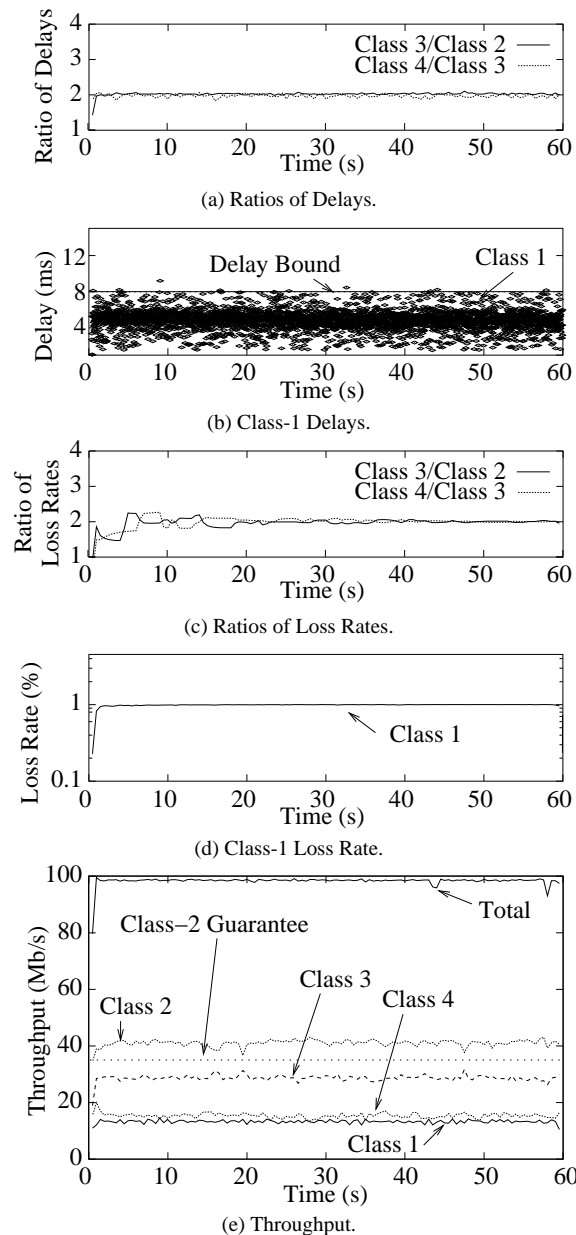 4
3
2
1
Ratio of Delays
Class 3/Class 2
Class 4/Class 3
0 10 20 30 40 50 60
Time (s)
(a) Ratios of Delays.
12
8
4
Delay (ms)
Delay Bound
Class 1
0 10 20 30 40 50 60
Time (s)
(b) Class-1 Delays.
4
3
2
1
Ratio of
Loss Rates
Class 3/Class 2
Class 4/Class 3
0 10 20 30 40 50 60
Time (s)
(c) Ratios of Loss Rates.
1
0.1
Loss Rate (%)
Class 1
0 10 20 30 40 50 60
Time (s)
(d) Class-1 Loss Rate.
100
80
60
40
20
0
Throughput (Mb/s)
Total
Class−2 Guarantee
Class 3
Class 2
Class 4
Class 1
0 10 20 30 40 50 60
Time (s)
(e) Throughput.